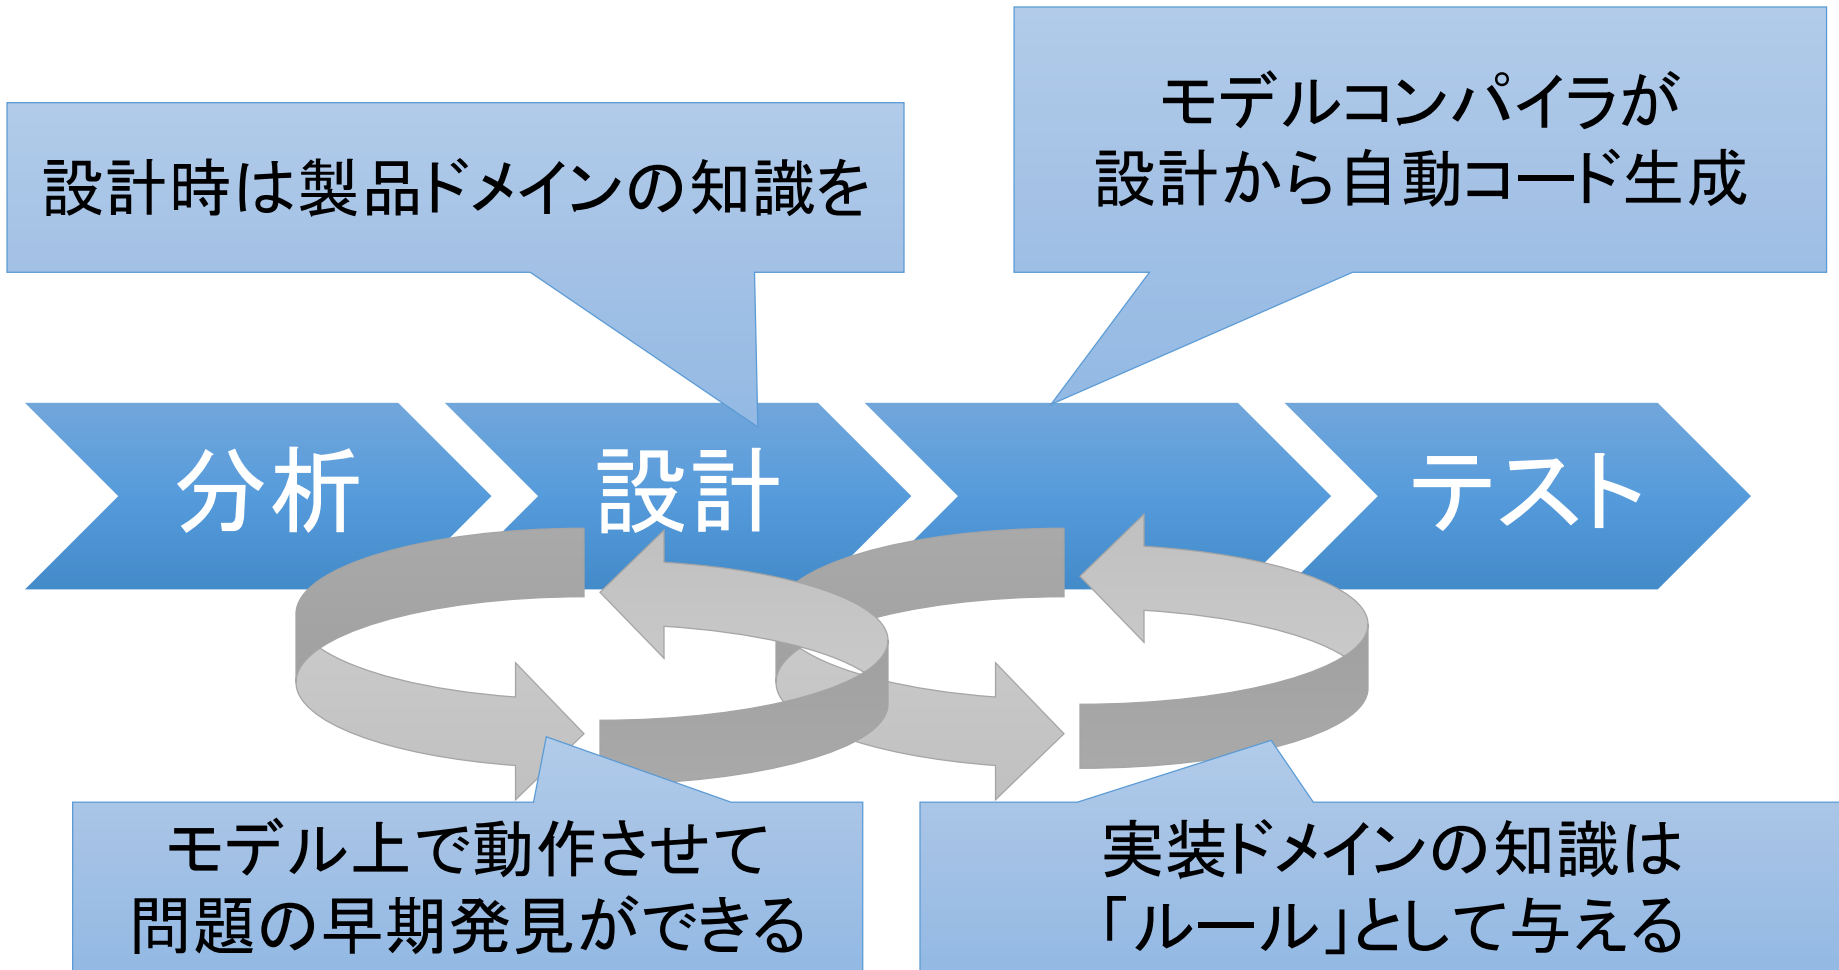 設計時は製品ドメインの知識を
モデルコンパイラが
設計から自動コード生成
分析
設計
テスト
モデル上で動作させて
問題の早期発見ができる
実装ドメインの知識は
「ルール」として与える